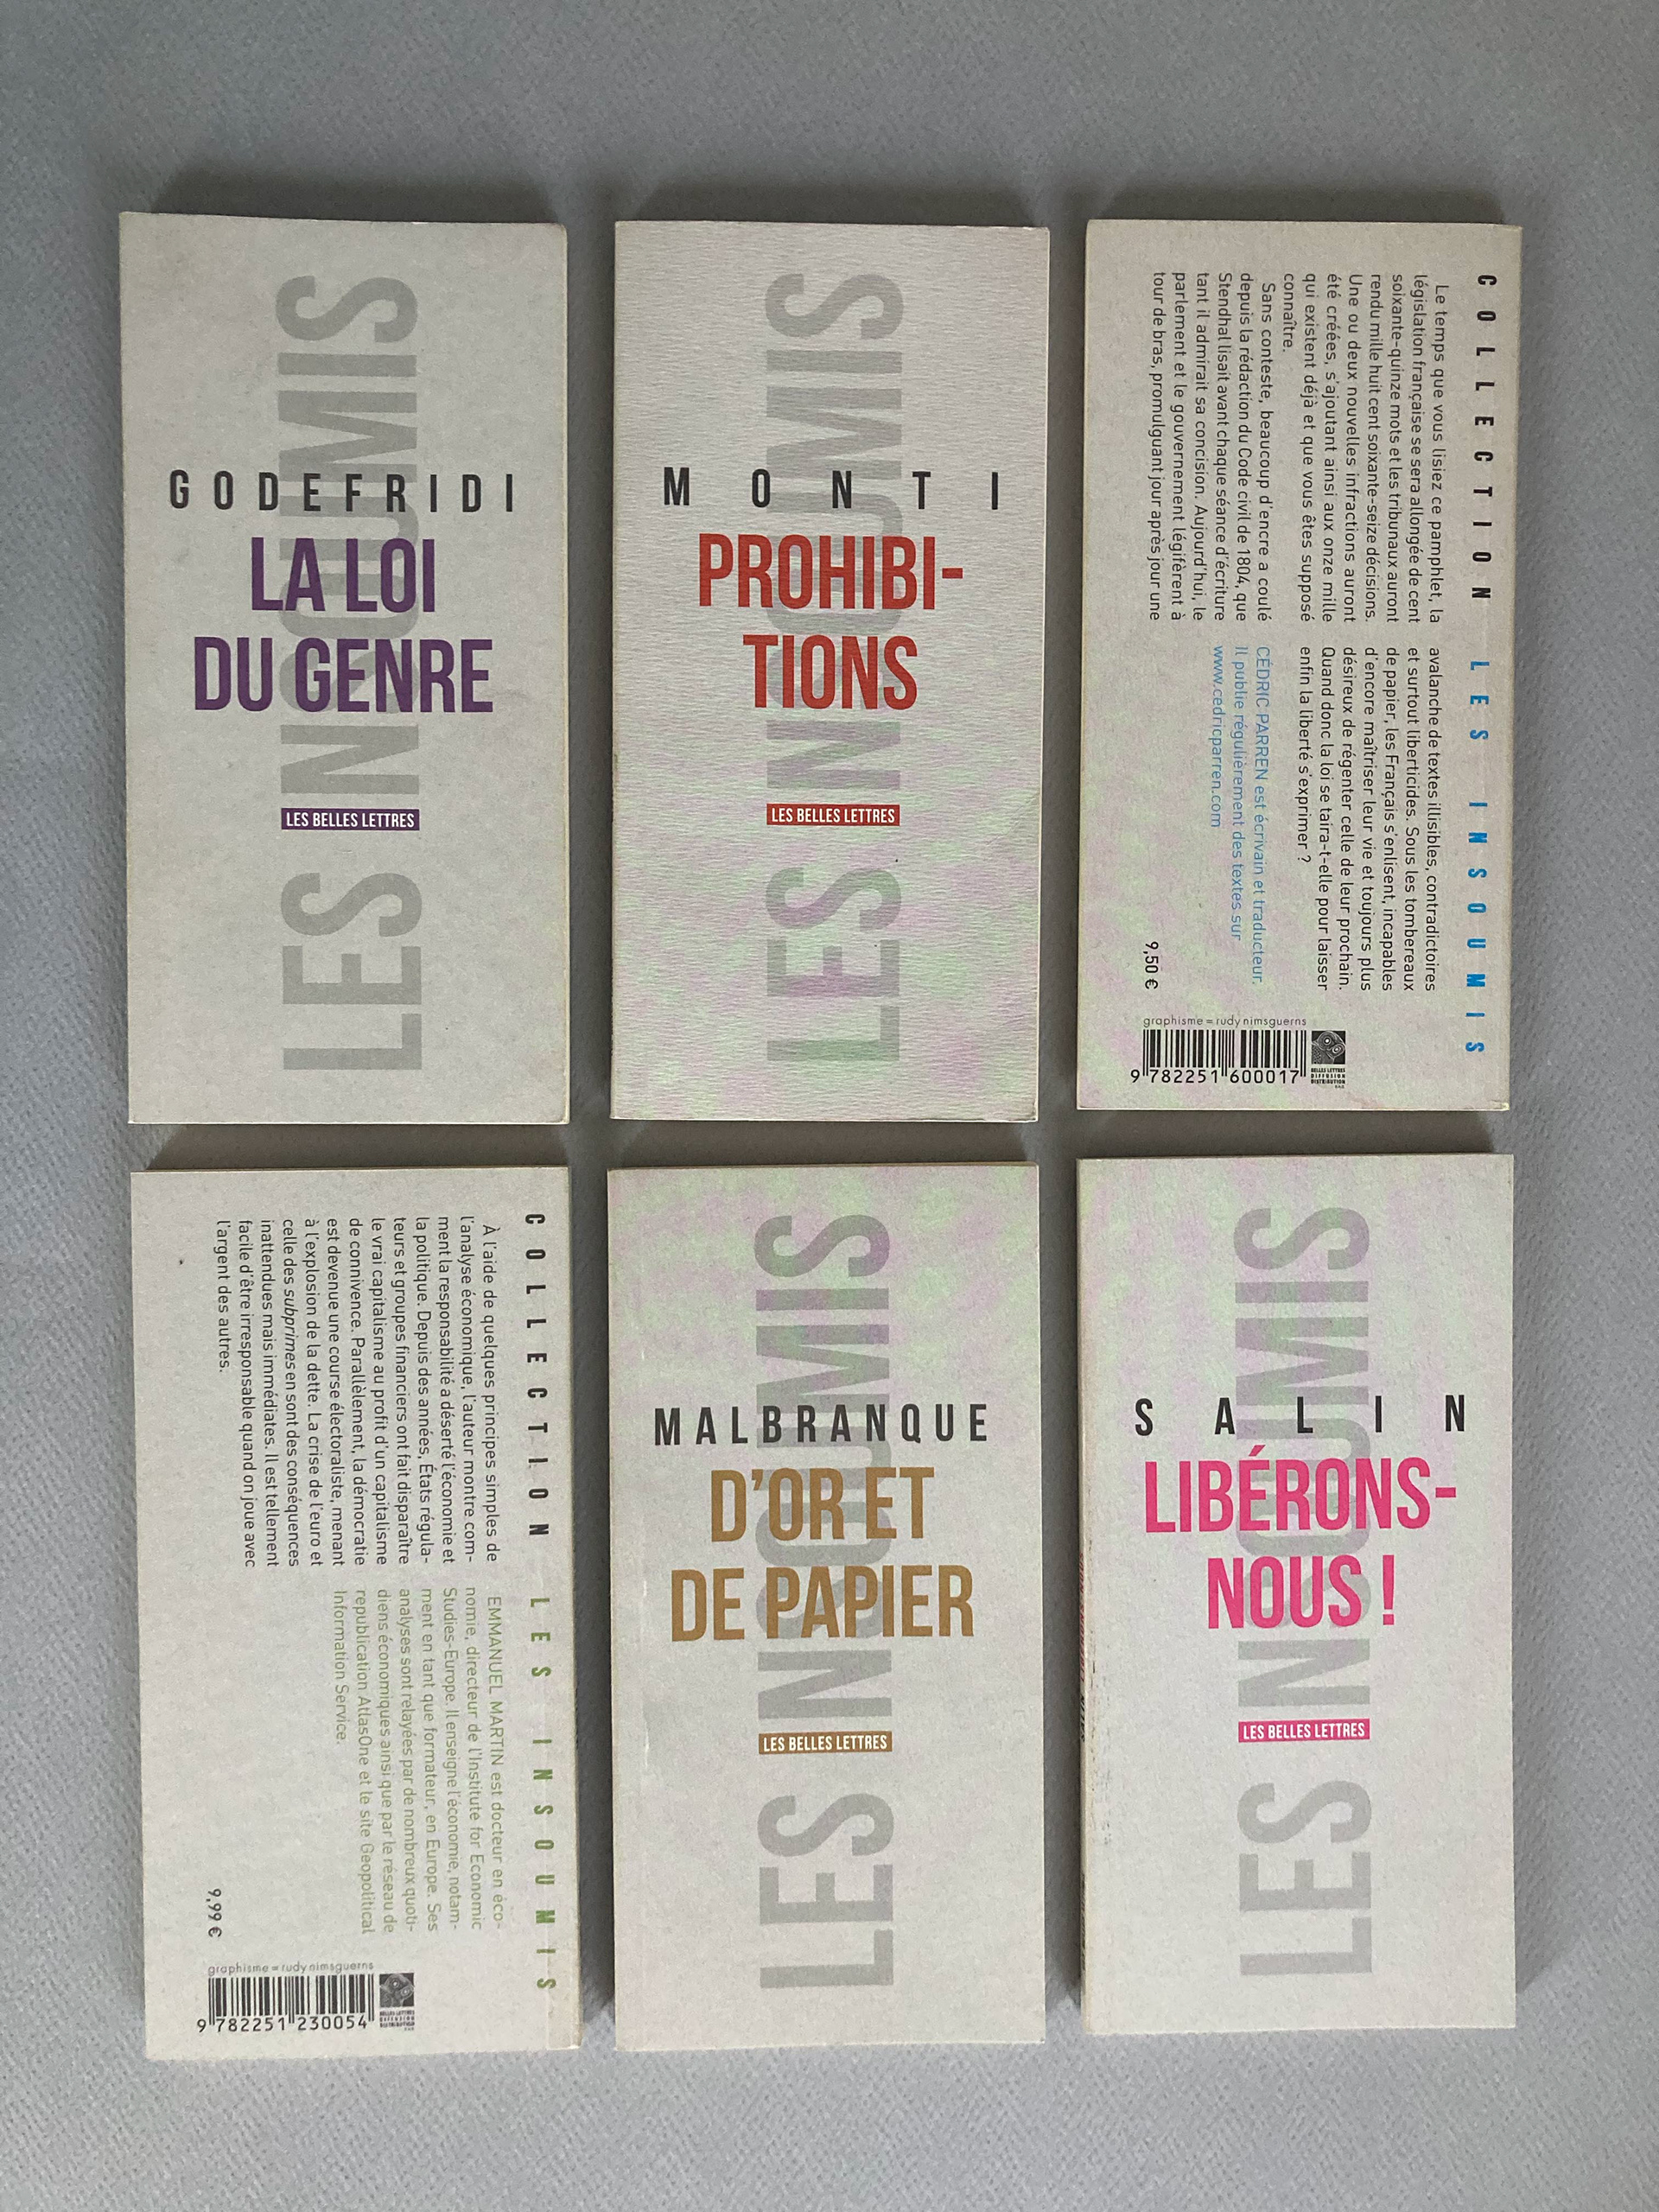 LES INSOUMIS
GODEFRIDI
LA LOI
DU GENRE
LES BELLES LETTRES
LES INSOUMIS
MONTI
PROHIBI-
TIONS
LES BELLES LETTRES
COLLECTION LES INSOUMIS
Le temps que vous lisiez ce pamphlet, la
législation française se sera allongée de cent
soixante-quinze mots et les tribunaux auront
rendu mille huit cent soixante-seize décisions.
Une ou deux nouvelles infractions auront
été créées, s'ajoutant ainsi aux onze mille
qui existent déjà et que vous êtes supposé
connaître.
Sans conteste, beaucoup d'encre a coulé
depuis la rédaction du Code civil de 1804, que
Stendhal lisait avant chaque séance d'écriture
tant il admirait sa concision. Aujourd'hui, le
parlement et le gouvernement légifèrent à
tour de bras, promulguant jour après jour une
avalanche de textes illisibles, contradictoires
et surtout liberticides. Sous les tombereaux
de papier, les Français s'enlisent, incapables
d'encore maîtriser leur vie et toujours plus
désireux de régenter celle de leur prochain.
Quand donc la loi se taira-t-elle pour laisser
enfin la liberté s'exprimer ?
CÉDRIC PARREN est écrivain et traducteur.
Il publie régulièrement des textes sur
www.cedricparren.com
9,50 €
graphisme = rudy nimsguerns
9 782251 600017
BELLES LETTRES
DIFFUSION
DISTRIBUTION
COLLECTION LES INSOUMIS
À l'aide de quelques principes simples de
l'analyse économique, l'auteur montre com-
ment la responsabilité a déserté l'économie et
la politique. Depuis des années, États régula-
teurs et groupes financiers ont fait disparaître
le vrai capitalisme au profit d'un capitalisme
de connivence. Parallèlement, la démocratie
est devenue une course électoraliste, menant
à l'explosion de la dette. La crise de l'euro et
celle des subprimes en sont des conséquences
inattendues mais immédiates. Il est tellement
facile d'être irresponsable quand on joue avec
l'argent des autres.
EMMANUEL MARTIN est docteur en éco-
nomie, directeur de l'Institute for Economic
Studies-Europe. Il enseigne l'économie, notam-
ment en tant que formateur, en Europe. Ses
analyses sont relayées par de nombreux quoti-
diens économiques ainsi que par le réseau de
republication AtlasOne et le site Geopolitical
Information Service.
9,99 €
graphisme = rudy nimsguerns
9 782251 230054
BELLES LETTRES
DIFFUSION
DISTRIBUTION
LES INSOUMIS
MALBRANQUE
D'OR ET
DE PAPIER
LES BELLES LETTRES
LES INSOUMIS
SALIN
LIBÉRONS-
NOUS !
LES BELLES LETTRES